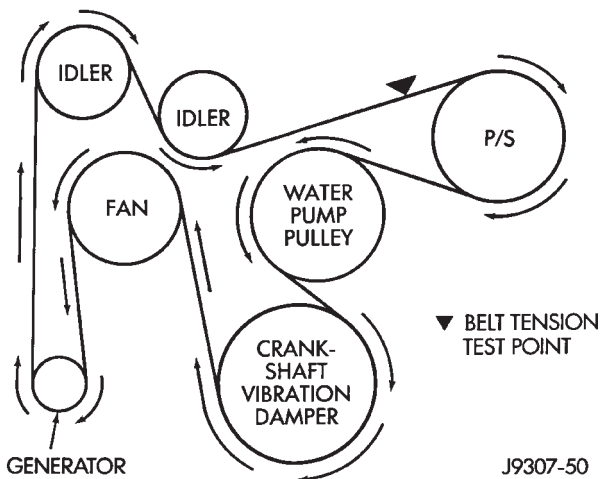 IDLER
IDLER
P/S
FAN
WATER
PUMP
PULLEY
▼ BELT TENSION
TEST POINT
CRANK-
SHAFT
VIBRATION
DAMPER
GENERATOR
J9307-50